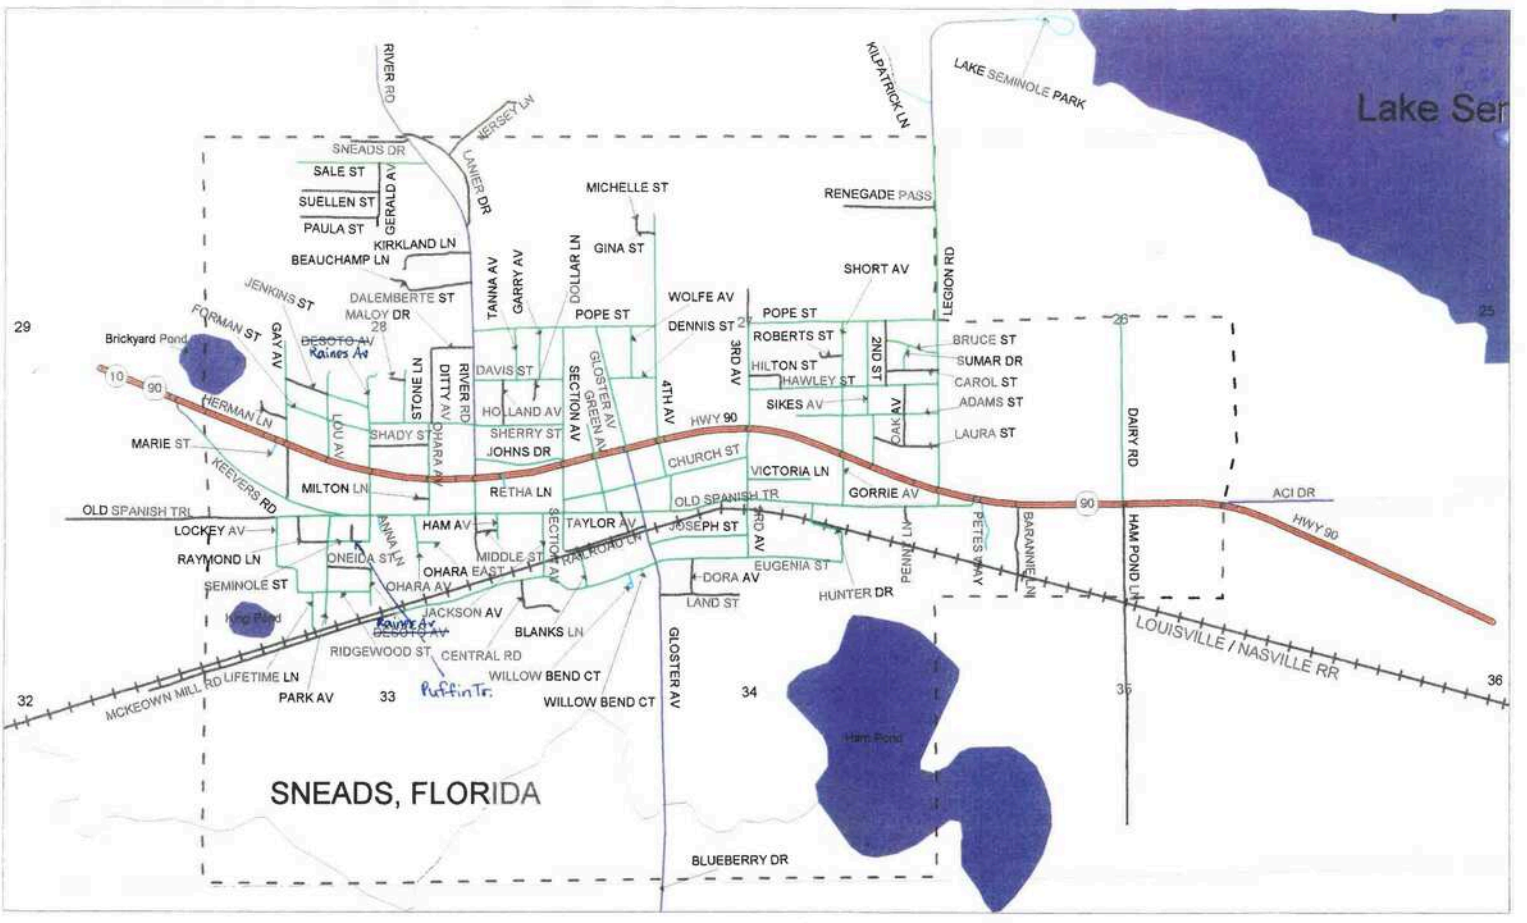 RIVER RD
KILPATRICK LN
LAKE SEMINOLE PARK
Lake Sen
JERSEY LN
SNEADS DR
LANIER DR
SALE ST
GERALD AV
SUELLEN ST
PAULA ST
MICHELLE ST
RENEGADE PASS
KIRKLAND LN
GINA ST
BEAUCHAMP LN
TANNA AV
GARRY AV
DOLLAR LN
SHORT AV
LEGION RD
JENKINS ST
DALEMBERTE ST
MALOY DR
WOLFE AV
POPE ST
POPE ST
DENNIS ST
27
26
25
29
28
FORMAN ST
GAY AV
DESOTO AV
Raines Av
Brickyard Pond
ROBERTS ST
BRUCE ST
SUMAR DR
2ND ST
3RD AV
HILTON ST
HAWLEY ST
CAROL ST
10
90
STONE LN
DITTY AV
RIVER RD
DAVIS ST
SECTION AV
GLOSTER AV
GREEN AV
4TH AV
HERMAN LN
LOU AV
HOLLAND AV
HWY 90
SIKES AV
OAK AV
ADAMS ST
LAURA ST
DAIRY RD
MARIE ST
SHADY ST
OHARA AV
SHERRY ST
JOHNS DR
CHURCH ST
KEEVERS RD
MILTON LN
RETHA LN
VICTORIA LN
GORRIE AV
OLD SPANISH TR
90
ACI DR
HWY 90
OLD SPANISH TRL
LOCKEY AV
ANNA LN
HAM AV
SECTION AV
TAYLOR AV
JOSEPH ST
3RD AV
PENNE LN
PETES WAY
BARANNIE LN
HAM POND LN
RAYMOND LN
ONEIDA ST
MIDDLE ST
RAILROAD LN
OHARA EAST
EUGENIA ST
SEMINOLE ST
OHARA AV
DORA AV
HUNTER DR
LAND ST
King Pond
JACKSON AV
Raines Av
DESOTO AV
BLANKS LN
LOUISVILLE / NASVILLE RR
RIDGEWOOD ST
CENTRAL RD
GLOSTER AV
MCKEOWN MILL RD
LIFETIME LN
PARK AV
Puffin Tr.
WILLOW BEND CT
WILLOW BEND CT
32
33
34
35
36
Ham Pond
SNEADS, FLORIDA
BLUEBERRY DR